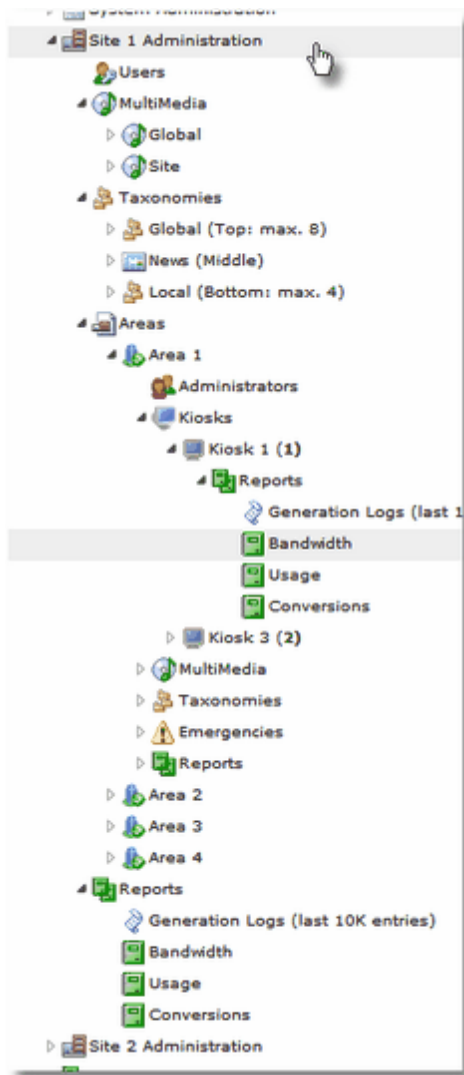 System Administration
Site 1 Administration
Users
MultiMedia
Global
Site
Taxonomies
Global (Top: max. 8)
News (Middle)
Local (Bottom: max. 4)
Areas
Area 1
Administrators
Kiosks
Kiosk 1 (1)
Reports
Generation Logs (last 1
Bandwidth
Usage
Conversions
Kiosk 3 (2)
MultiMedia
Taxonomies
Emergencies
Reports
Area 2
Area 3
Area 4
Reports
Generation Logs (last 10K entries)
Bandwidth
Usage
Conversions
Site 2 Administration